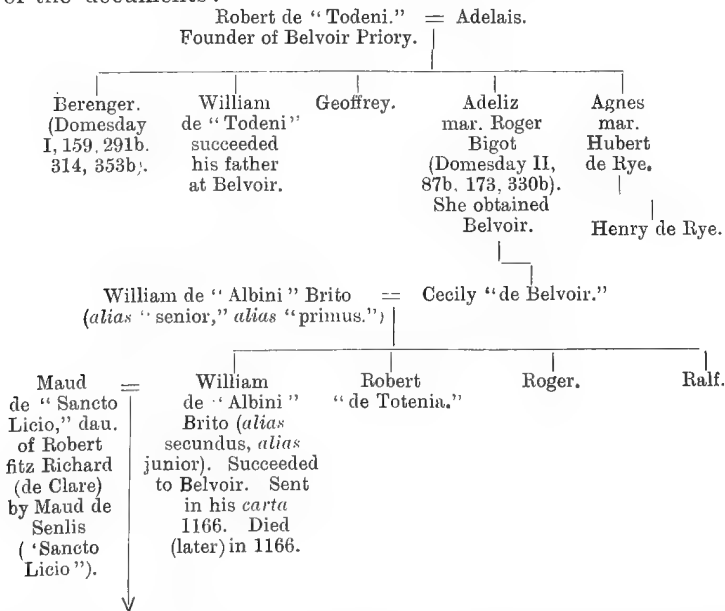 of the documents:
Robert de “Todeni.” = Adelais.
Founder of Belvoir Priory.
Berenger.
(Domesday
I, 159, 291b.
314, 353b).
William
de “Todeni”
succeeded
his father
at Belvoir.
Geoffrey.
Adeliz
mar. Roger
Bigot
(Domesday II,
87b, 173, 330b).
She obtained
Belvoir.
Agnes
mar.
Hubert
de Rye.
Henry de Rye.
William de “Albini” Brito = Cecily “de Belvoir.”
(alias “senior,” alias “primus.”)
Maud =
de “Sancto
Licio,” dau.
of Robert
fitz Richard
(de Clare)
by Maud de
Senlis
(‘Sancto
Licio”).
William
de “Albini”
Brito (alias
secundus, alias
junior). Succeeded
to Belvoir. Sent
in his carta
1166. Died
(later) in 1166.
Robert
“de Totenia.”
Roger.
Ralf.